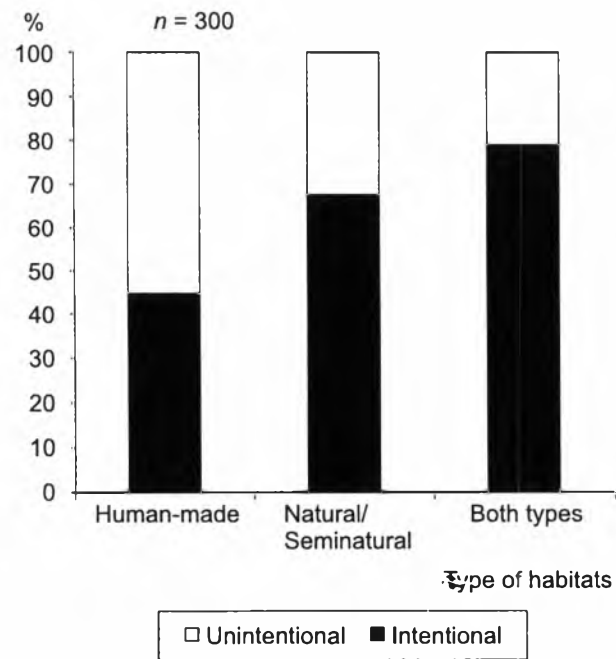 % n = 300
100
90
80
70
60
50
40
30
20
10
0
Human-made Natural/ Both types
Seminatural
Type of habitats
□ Unintentional ■ Intentional